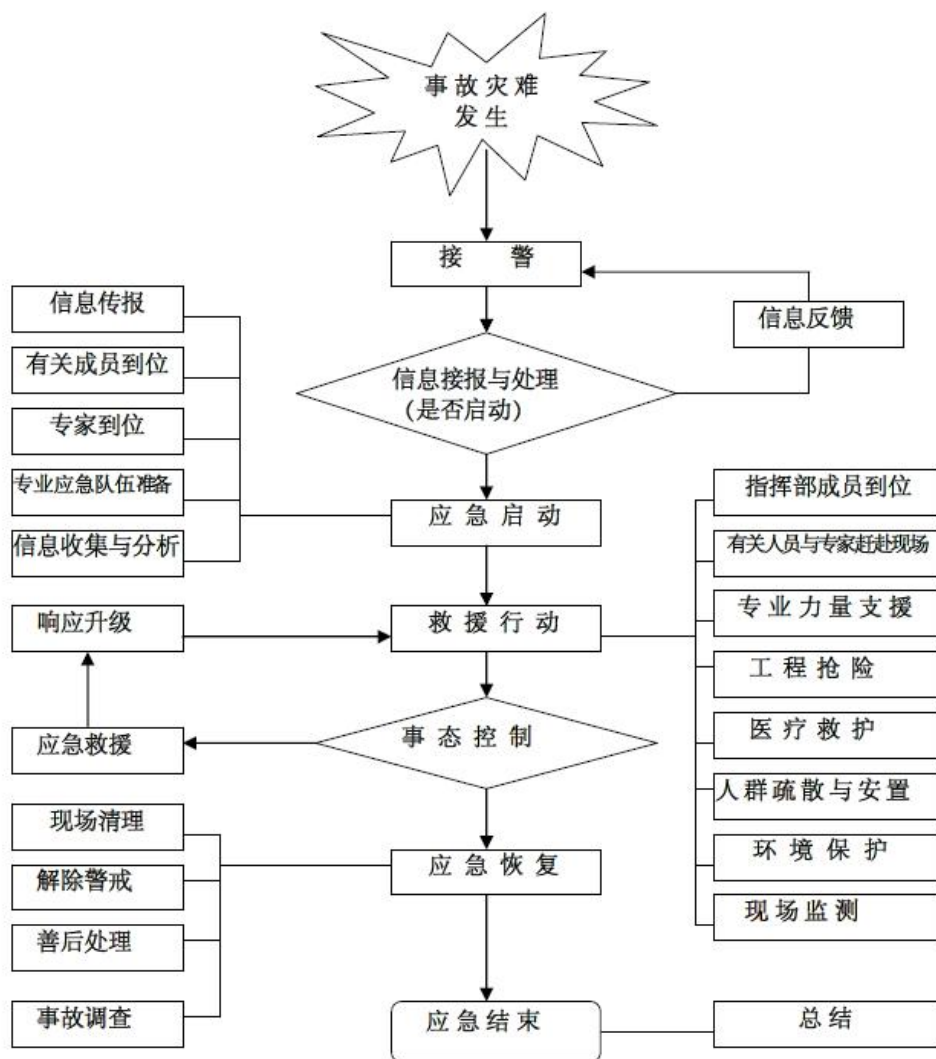 事故灾难
发生
接 警
信息传报
信息反馈
有关成员到位
信息接报与处理
(是否启动)
专家到位
专业应急队伍准备
指挥部成员到位
应急启动
信息收集与分析
有关人员与专家赶赴现场
专业力量支援
响应升级
救援行动
工程抢险
应急救援
事态控制
医疗救护
人群疏散与安置
现场清理
环境保护
解除警戒
应急恢复
现场监测
善后处理
事故调查
应急结束
总结